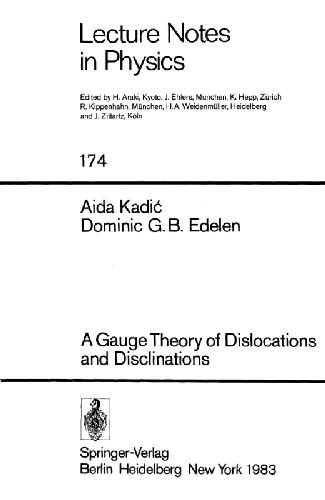 Lecture Notes
in Physics
Edited by H. Araki, Kyoto, J. Ehlers, München, K. Hepp, Zürich
R. Kippenhahn, München, H. A. Weidenmüller, Heidelberg
and J. Zittartz, Köln
174
Aida Kadić
Dominic G. B. Edelen
A Gauge Theory of Dislocations
and Disclinations
Springer-Verlag
Berlin Heidelberg New York 1983